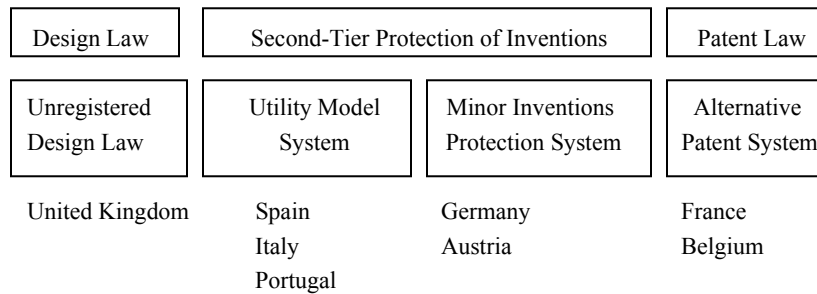 Design Law
Second-Tier Protection of Inventions
Patent Law
Unregistered
Design Law
Utility Model
System
Minor Inventions
Protection System
Alternative
Patent System
United Kingdom
Spain
Italy
Portugal
Germany
Austria
France
Belgium